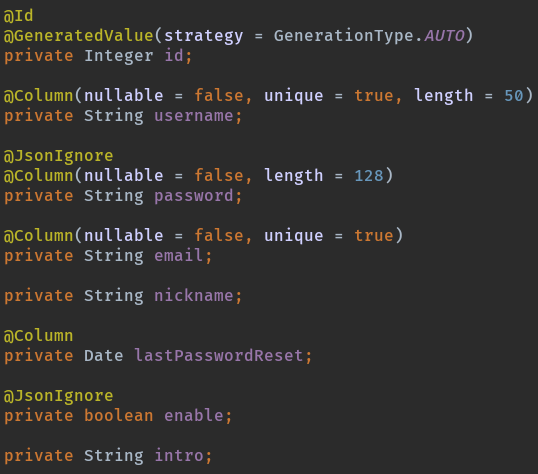 @Id
@GeneratedValue(strategy = GenerationType.AUTO)
private Integer id;
@Column(nullable = false, unique = true, length = 50)
private String username;
@JsonIgnore
@Column(nullable = false, length = 128)
private String password;
@Column(nullable = false, unique = true)
private String email;
private String nickname;
@Column
private Date lastPasswordReset;
@JsonIgnore
private boolean enable;
private String intro;